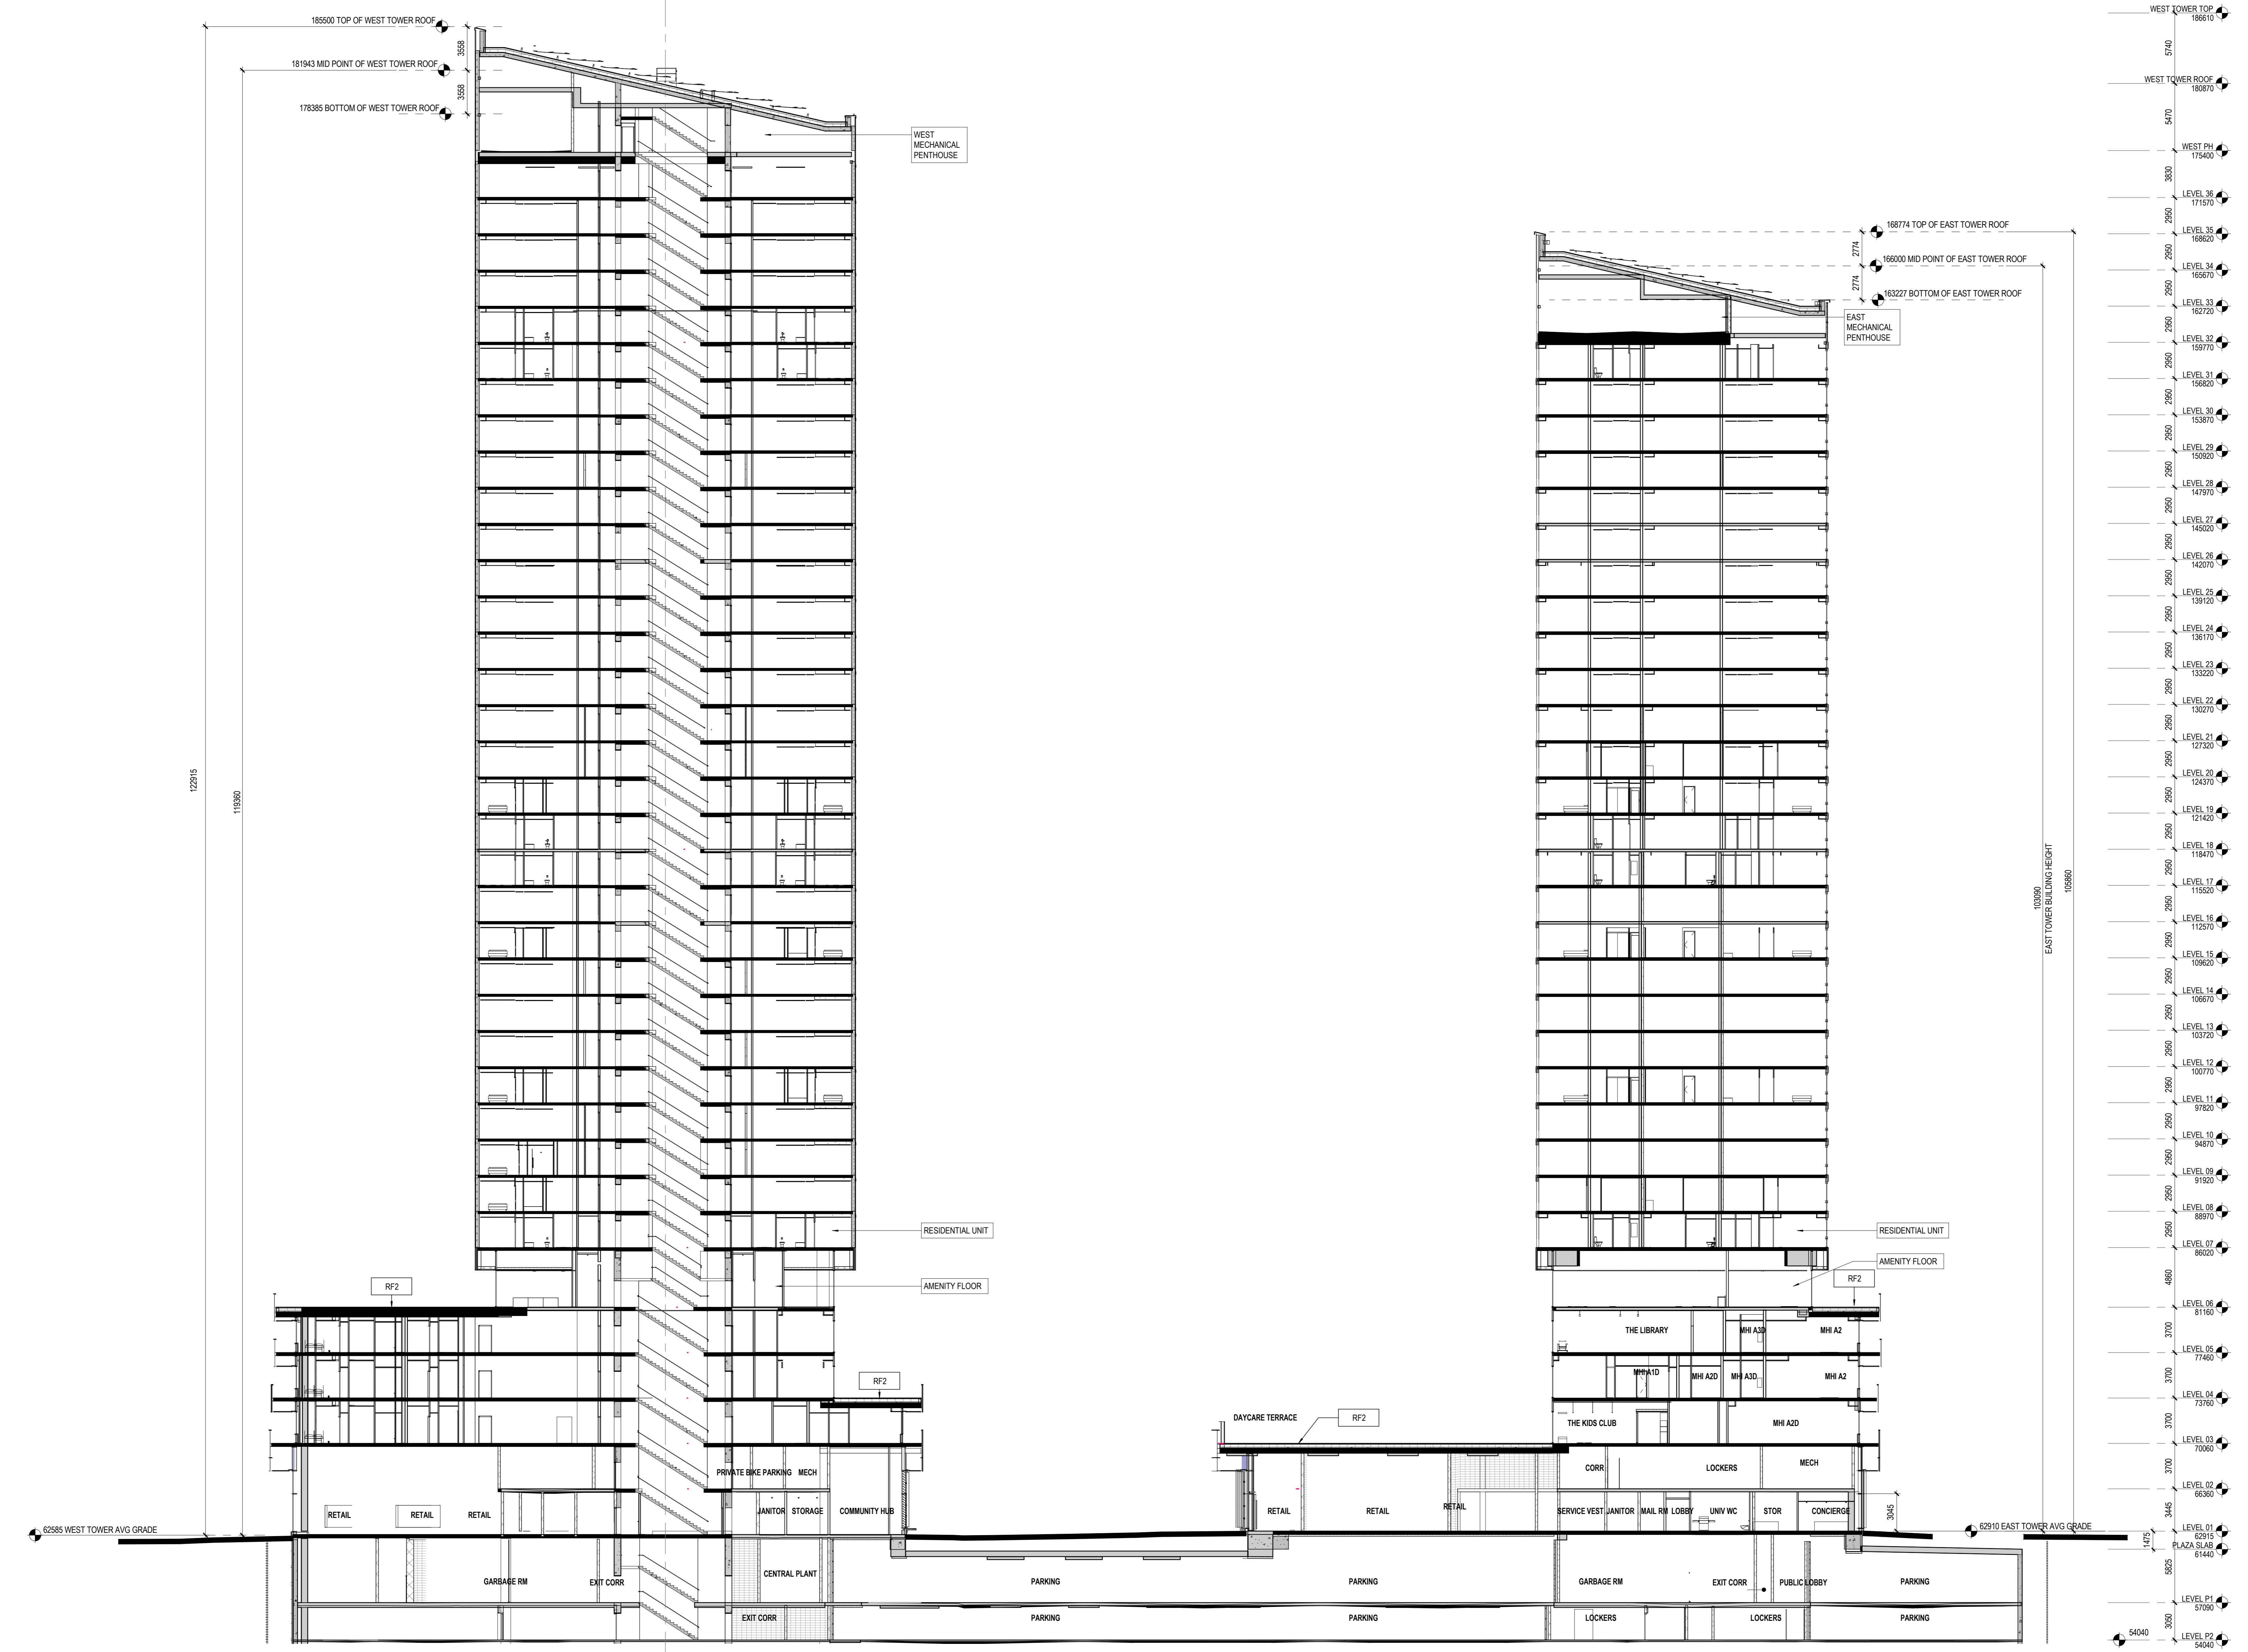 185500 TOP OF WEST TOWER ROOF
3558
181943 MID POINT OF WEST TOWER ROOF
3558
178385 BOTTOM OF WEST TOWER ROOF
WEST
MECHANICAL
PENTHOUSE
122915
119360
RESIDENTIAL UNIT
AMENITY FLOOR
RF2
RF2
PRIVATE BIKE PARKING
MECH
JANITOR
STORAGE
COMMUNITY HUB
RETAIL
RETAIL
RETAIL
62585 WEST TOWER AVG GRADE
GARBAGE RM
EXIT CORR
CENTRAL PLANT
EXIT CORR
PARKING
PARKING
PARKING
PARKING
168774 TOP OF EAST TOWER ROOF
2774
166000 MID POINT OF EAST TOWER ROOF
2774
163227 BOTTOM OF EAST TOWER ROOF
EAST
MECHANICAL
PENTHOUSE
103090
EAST TOWER BUILDING HEIGHT
105860
RESIDENTIAL UNIT
AMENITY FLOOR
RF2
THE LIBRARY
MHI A3D
MHI A2
MHI A1D
MHI A2D
MHI A3D
MHI A2
THE KIDS CLUB
MHI A2D
DAYCARE TERRACE
RF2
CORR
LOCKERS
MECH
RETAIL
RETAIL
RETAIL
SERVICE VEST
JANITOR
MAIL RM
LOBBY
UNIV WC
STOR
CONCIERGE
3045
62910 EAST TOWER AVG GRADE
1475
GARBAGE RM
EXIT CORR
PUBLIC LOBBY
PARKING
LOCKERS
LOCKERS
PARKING
54040
WEST TOWER TOP
186610
5740
WEST TOWER ROOF
180870
5470
WEST PH
175400
3830
LEVEL 36
171570
2950
LEVEL 35
168620
2950
LEVEL 34
165670
2950
LEVEL 33
162720
2950
LEVEL 32
159770
2950
LEVEL 31
156820
2950
LEVEL 30
153870
2950
LEVEL 29
150920
2950
LEVEL 28
147970
2950
LEVEL 27
145020
2950
LEVEL 26
142070
2950
LEVEL 25
139120
2950
LEVEL 24
136170
2950
LEVEL 23
133220
2950
LEVEL 22
130270
2950
LEVEL 21
127320
2950
LEVEL 20
124370
2950
LEVEL 19
121420
2950
LEVEL 18
118470
2950
LEVEL 17
115520
2950
LEVEL 16
112570
2950
LEVEL 15
109620
2950
LEVEL 14
106670
2950
LEVEL 13
103720
2950
LEVEL 12
100770
2950
LEVEL 11
97820
2950
LEVEL 10
94870
2950
LEVEL 09
91920
2950
LEVEL 08
88970
2950
LEVEL 07
86020
4860
LEVEL 06
81160
3700
LEVEL 05
77460
3700
LEVEL 04
73760
3700
LEVEL 03
70060
3700
LEVEL 02
66360
3445
LEVEL 01
62915
PLAZA SLAB
61440
5825
LEVEL P1
57090
3050
LEVEL P2
54040